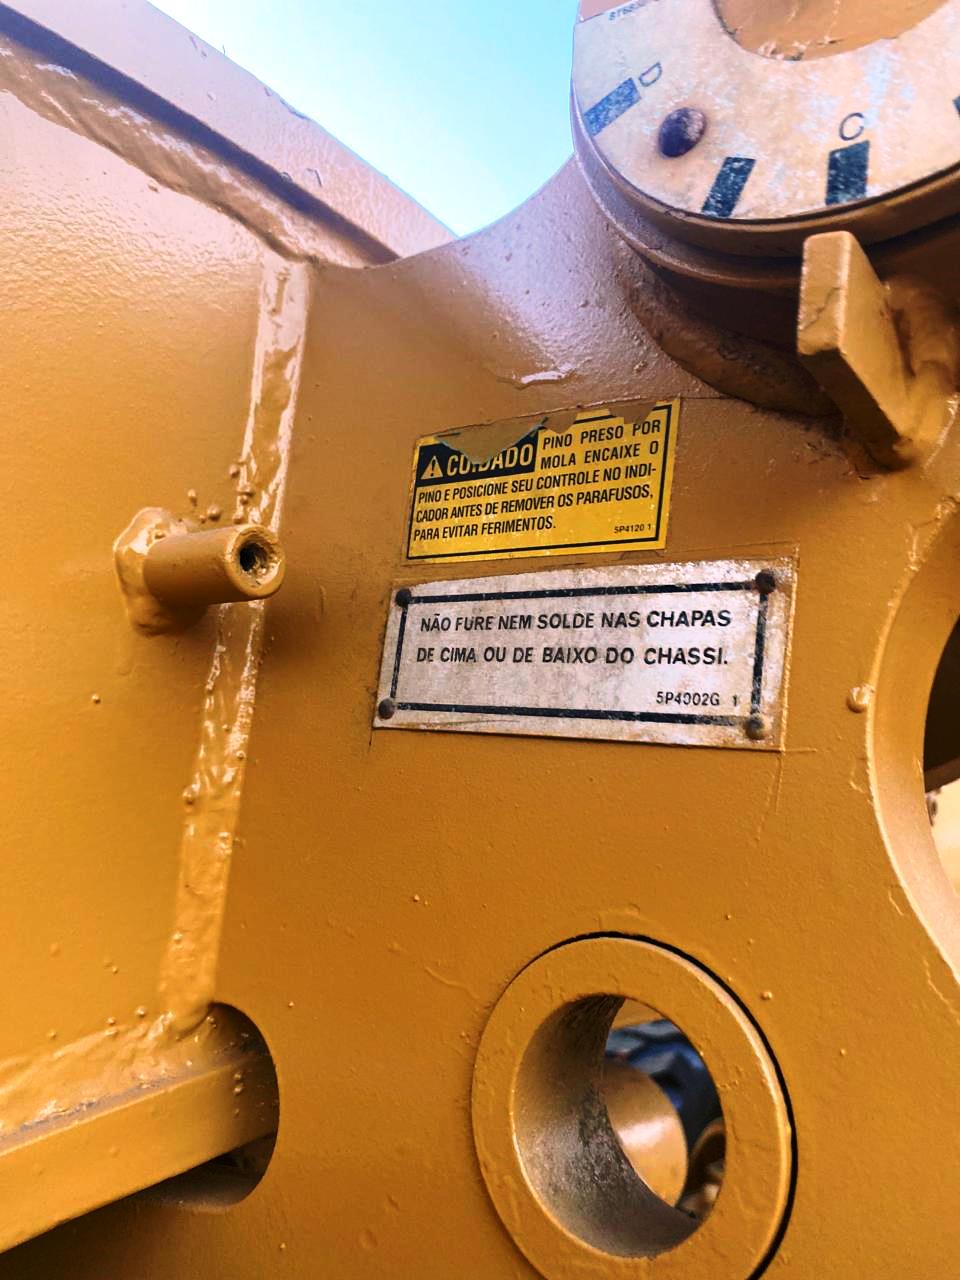 D
C
CUIDADO PINO PRESO POR
MOLA ENCAIXE O
PINO E POSICIONE SEU CONTROLE NO INDI-
CADOR ANTES DE REMOVER OS PARAFUSOS,
PARA EVITAR FERIMENTOS.
5P4120 1
NÃO FURE NEM SOLDE NAS CHAPAS
DE CIMA OU DE BAIXO DO CHASSI.
5P4002G 1